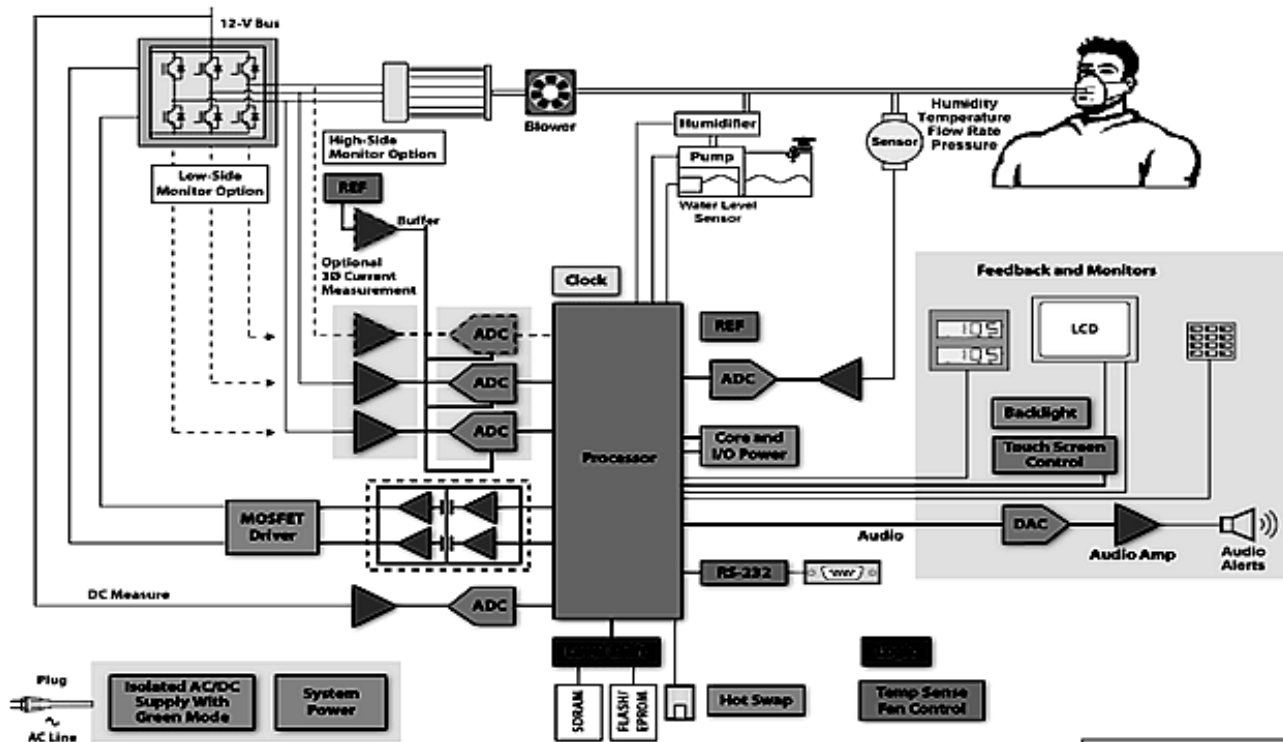 12-V Bus
Blower
High-Side
Monitor Option
Low-Side
Monitor Option
REF
Buffer
Optional
3Ø Current
Measurement
Humidifier
Pump
Water Level
Sensor
Sensor
Humidity
Temperature
Flow Rate
Pressure
Clock
ADC
ADC
ADC
REF
ADC
Processor
Core and
I/O Power
Feedback and Monitors
105
105
LCD
Backlight
Touch Screen
Control
MOSFET
Driver
Audio
DAC
Audio Amp
Audio
Alerts
RS-232
DC Measure
ADC
Plug
AC Line
Isolated AC/DC
Supply With
Green Mode
System
Power
SDRAM
FLASH/
EPROM
Hot Swap
Temp Sense
Fan Control